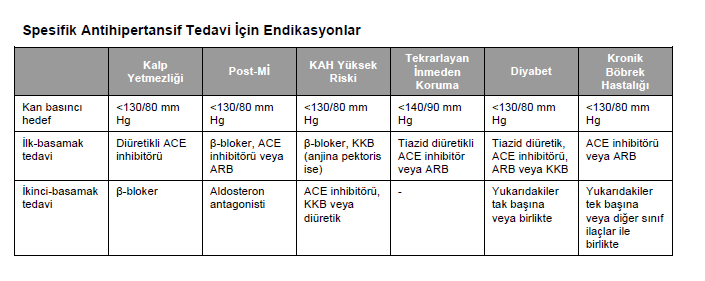 Spesifik Antihipertansif Tedavi İçin Endikasyonlar
Kalp
Yetmezliği
Post-Mİ
KAH Yüksek
Riski
Tekrarlayan
İnmeden
Koruma
Diyabet
Kronik
Böbrek
Hastalığı
Kan basıncı
hedef
<130/80 mm
Hg
<130/80 mm
Hg
<130/80 mm
Hg
<140/90 mm
Hg
<130/80 mm
Hg
<130/80 mm
Hg
İlk-basamak
tedavi
Diüretikli ACE
inhibitörü
β-bloker, ACE
inhibitörü veya
ARB
β-bloker, KKB
(anjina pektoris
ise)
Tiazid diüretikli
ACE inhibitör
veya ARB
Tiazid diüretik,
ACE inhibitörü,
ARB veya KKB
ACE inhibitörü
veya ARB
İkinci-basamak
tedavi
β-bloker
Aldosteron
antagonisti
ACE inhibitörü,
KKB veya
diüretik
-
Yukarıdakiler
tak başına
veya birlikte
Yukarıdakiler
tek başına
veya diğer sınıf
ilaçlar ile
birlikte